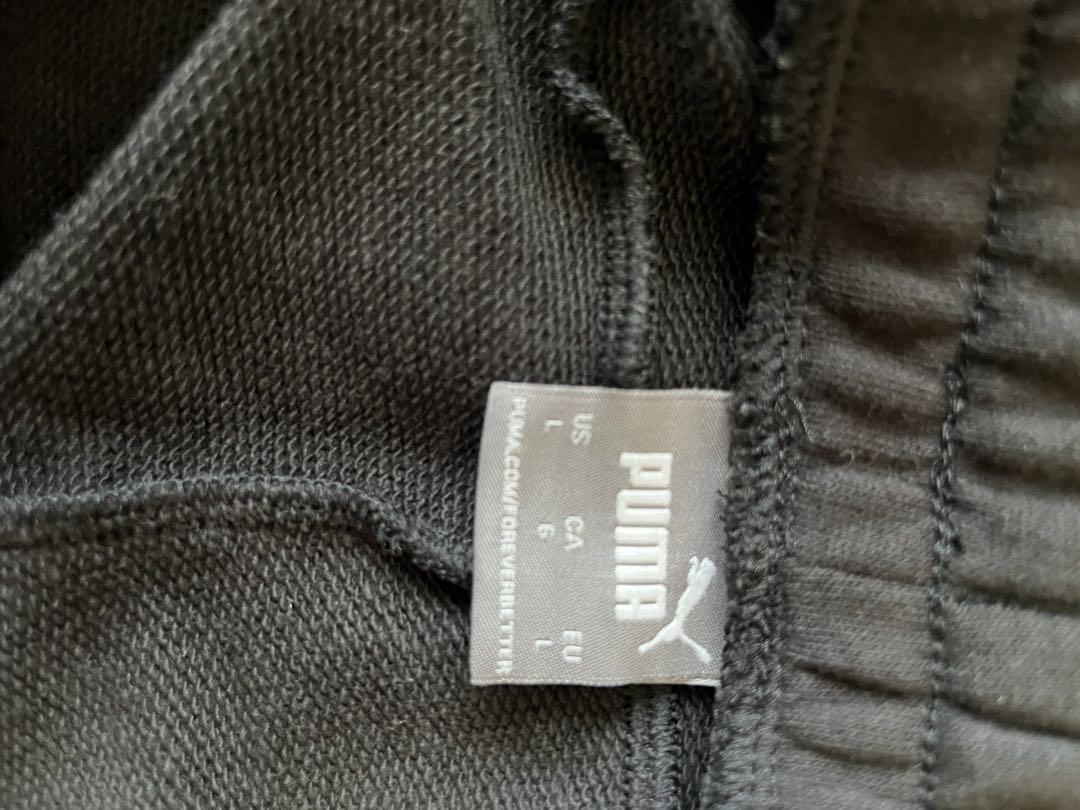 PUMA
US CA EU
L G L
PUMA.COM/FOREVERBETTER